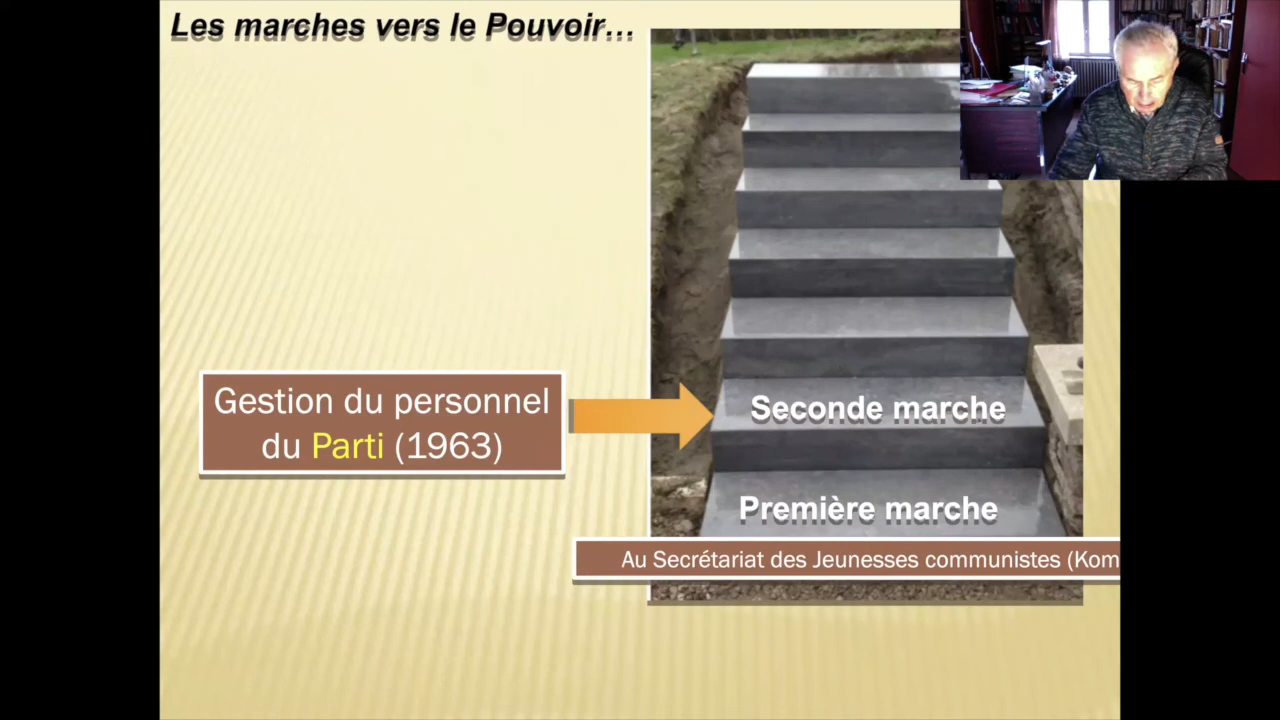 Les marches vers le Pouvoir...
Gestion du personnel
du Parti (1963)
Seconde marche
Première marche
Au Secrétariat des Jeunesses communistes (Kom